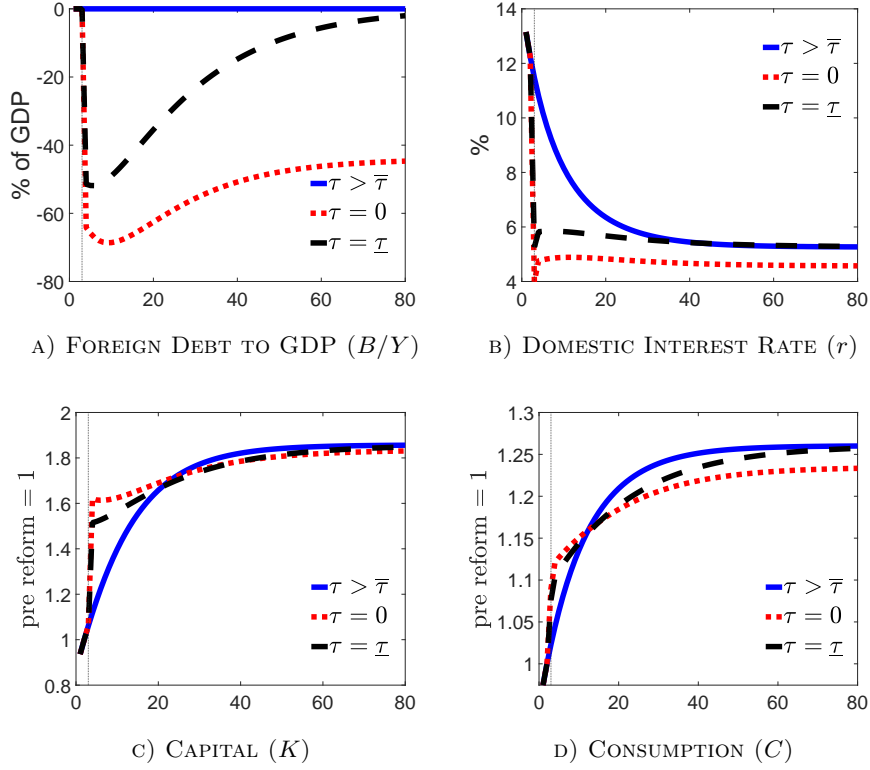 0
-20
-40
-60
-80
% of GDP
τ > τ̅
τ = 0
τ = τ̲
0 20 40 60 80
A) FOREIGN DEBT TO GDP (B/Y)
14
12
10
8
6
4
%
τ > τ̅
τ = 0
τ = τ̲
0 20 40 60 80
B) DOMESTIC INTEREST RATE (r)
2
1.8
1.6
1.4
1.2
1
0.8
pre reform = 1
τ > τ̅
τ = 0
τ = τ̲
0 20 40 60 80
C) CAPITAL (K)
1.3
1.25
1.2
1.15
1.1
1.05
1
pre reform = 1
τ > τ̅
τ = 0
τ = τ̲
0 20 40 60 80
D) CONSUMPTION (C)